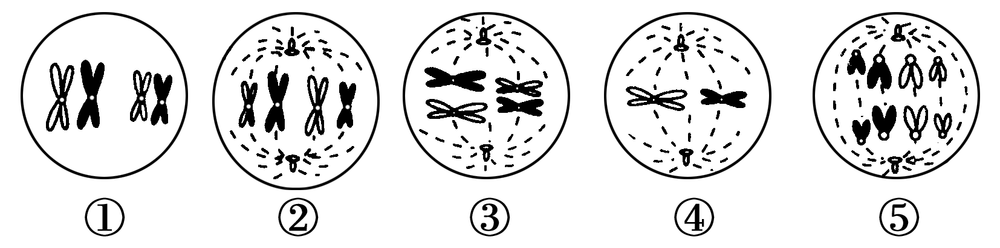 ① ② ③ ④ ⑤